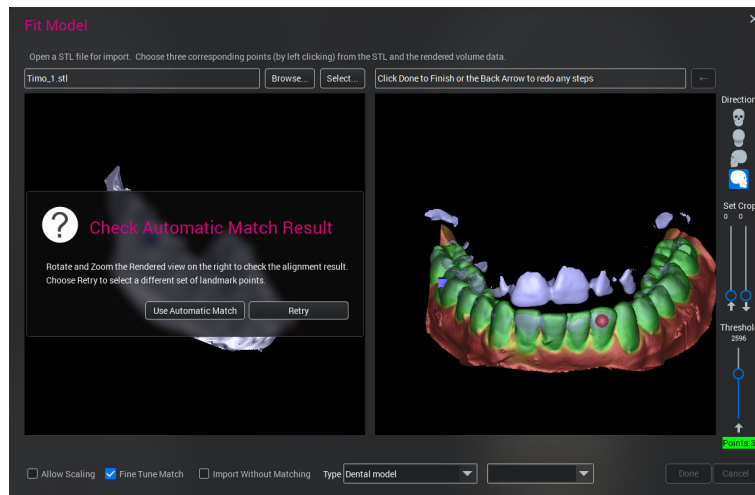 Fit Model
Open a STL file for import. Choose three corresponding points (by left clicking) from the STL and the rendered volume data.
Timo_1.stl
Browse...
Select...
Click Done to Finish or the Back Arrow to redo any steps
←
Direction
Set Crop
0 0
Threshold
2596
Points:3
?
Check Automatic Match Result
Rotate and Zoom the Rendered view on the right to check the alignment result.
Choose Retry to select a different set of landmark points.
Use Automatic Match
Retry
Allow Scaling
Fine Tune Match
Import Without Matching
Type
Dental model
Done
Cancel